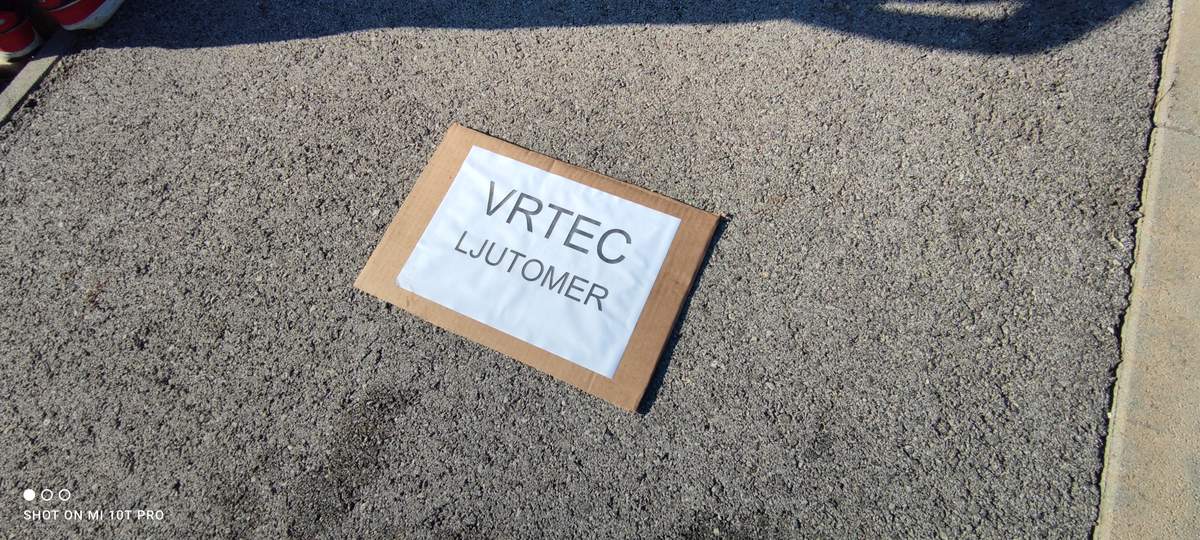 VRTEC
LJUTOMER
SHOT ON MI 10T PRO